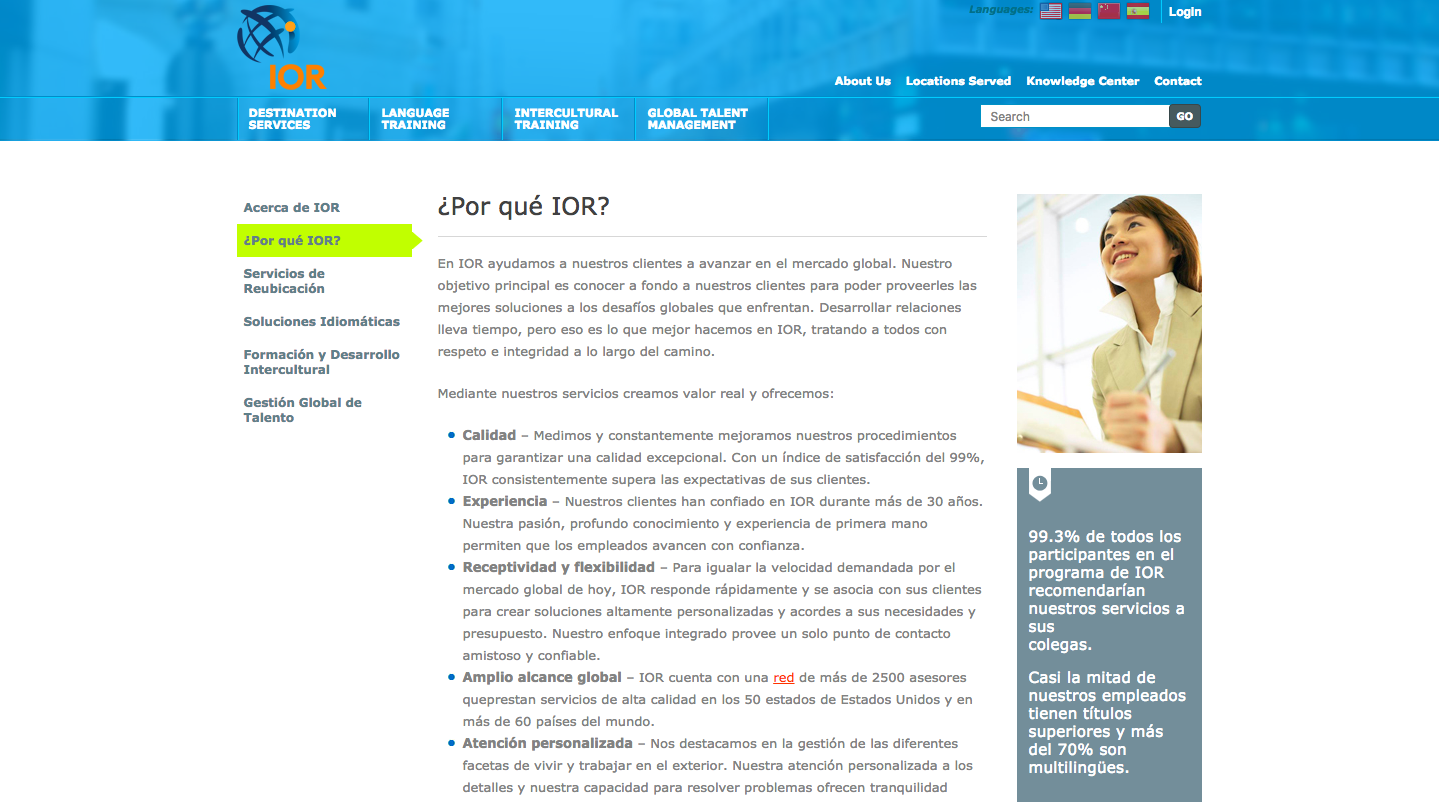 Languages:
Login
IOR
About Us Locations Served Knowledge Center Contact
DESTINATION
SERVICES
LANGUAGE
TRAINING
INTERCULTURAL
TRAINING
GLOBAL TALENT
MANAGEMENT
Search
GO
Acerca de IOR
¿Por qué IOR?
Servicios de
Reubicación
Soluciones Idiomáticas
Formación y Desarrollo
Intercultural
Gestión Global de
Talento
¿Por qué IOR?
En IOR ayudamos a nuestros clientes a avanzar en el mercado global. Nuestro
objetivo principal es conocer a fondo a nuestros clientes para poder proveerles las
mejores soluciones a los desafíos globales que enfrentan. Desarrollar relaciones
lleva tiempo, pero eso es lo que mejor hacemos en IOR, tratando a todos con
respeto e integridad a lo largo del camino.
Mediante nuestros servicios creamos valor real y ofrecemos:
Calidad – Medimos y constantemente mejoramos nuestros procedimientos
para garantizar una calidad excepcional. Con un índice de satisfacción del 99%,
IOR consistentemente supera las expectativas de sus clientes.
Experiencia – Nuestros clientes han confiado en IOR durante más de 30 años.
Nuestra pasión, profundo conocimiento y experiencia de primera mano
permiten que los empleados avancen con confianza.
Receptividad y flexibilidad – Para igualar la velocidad demandada por el
mercado global de hoy, IOR responde rápidamente y se asocia con sus clientes
para crear soluciones altamente personalizadas y acordes a sus necesidades y
presupuesto. Nuestro enfoque integrado provee un solo punto de contacto
amistoso y confiable.
Amplio alcance global – IOR cuenta con una red de más de 2500 asesores
queprestan servicios de alta calidad en los 50 estados de Estados Unidos y en
más de 60 países del mundo.
Atención personalizada – Nos destacamos en la gestión de las diferentes
facetas de vivir y trabajar en el exterior. Nuestra atención personalizada a los
detalles y nuestra capacidad para resolver problemas ofrecen tranquilidad
99.3% de todos los
participantes en el
programa de IOR
recomendarían
nuestros servicios a
sus
colegas.
Casi la mitad de
nuestros empleados
tienen títulos
superiores y más
del 70% son
multilingües.